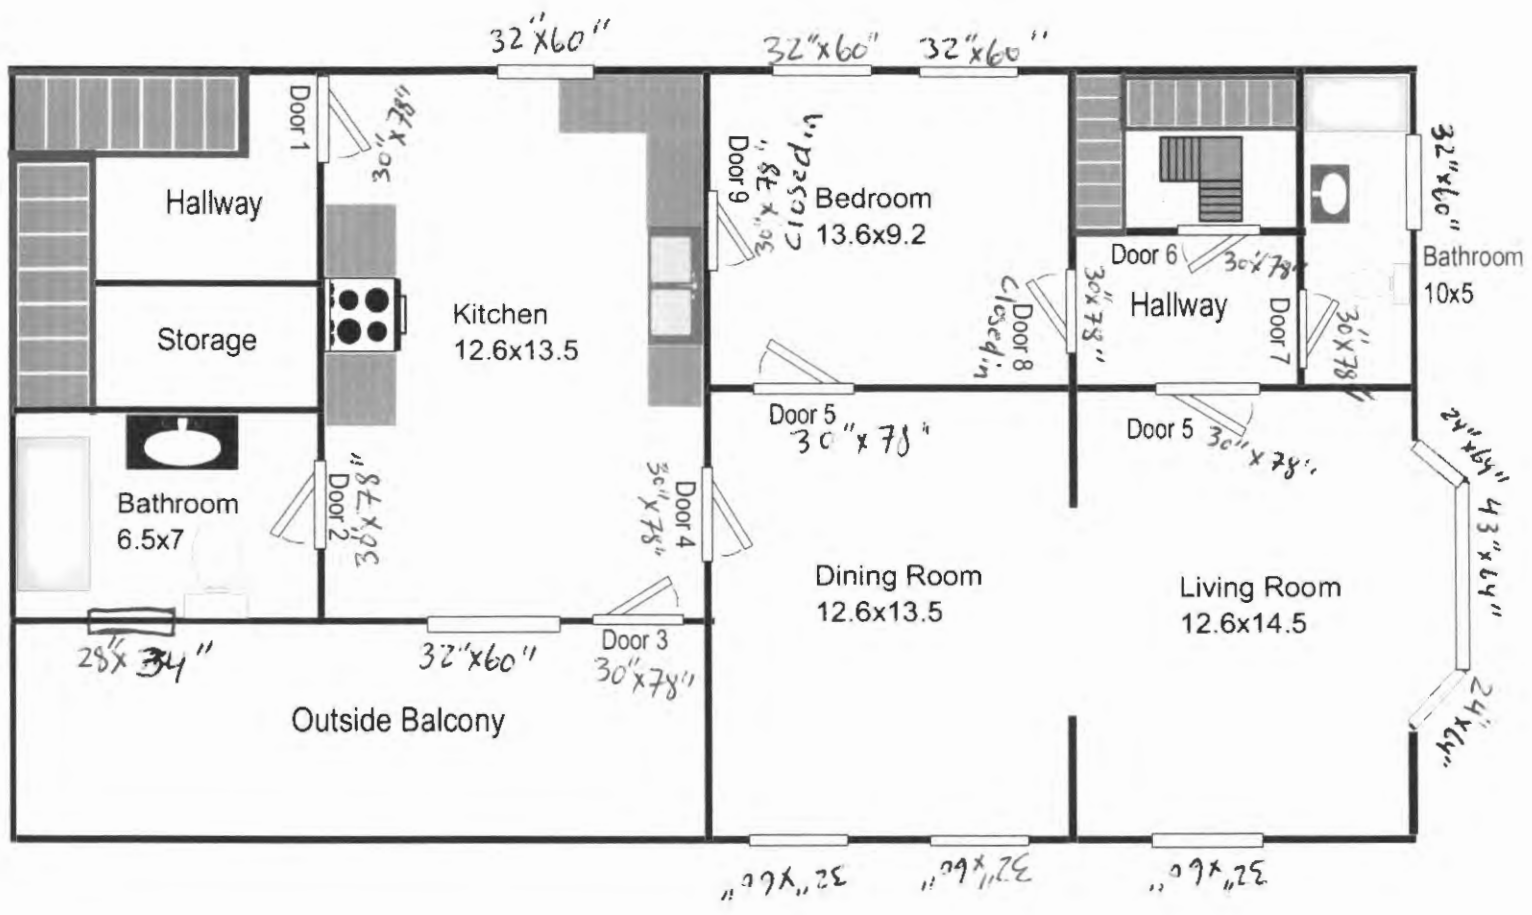 32"x60"
32"x60"
32"x60"
Door 1
30"x78"
Hallway
Door 9
30"x78"
closed in
Bedroom
13.6x9.2
32"x60"
Door 6
30"x78"
Bathroom
10x5
Kitchen
12.6x13.5
Storage
Door 8
closed in
30"x78"
Hallway
Door 7
30"x78"
Door 5
30"x78"
Door 5
30"x78"
24"x64"
Bathroom
6.5x7
Door 2
30"x78"
Door 4
30"x78"
43"x64"
Dining Room
12.6x13.5
Living Room
12.6x14.5
28"x34"
32"x60"
Door 3
30"x78"
24"x64"
Outside Balcony
32"x60"
32"x60"
32"x60"